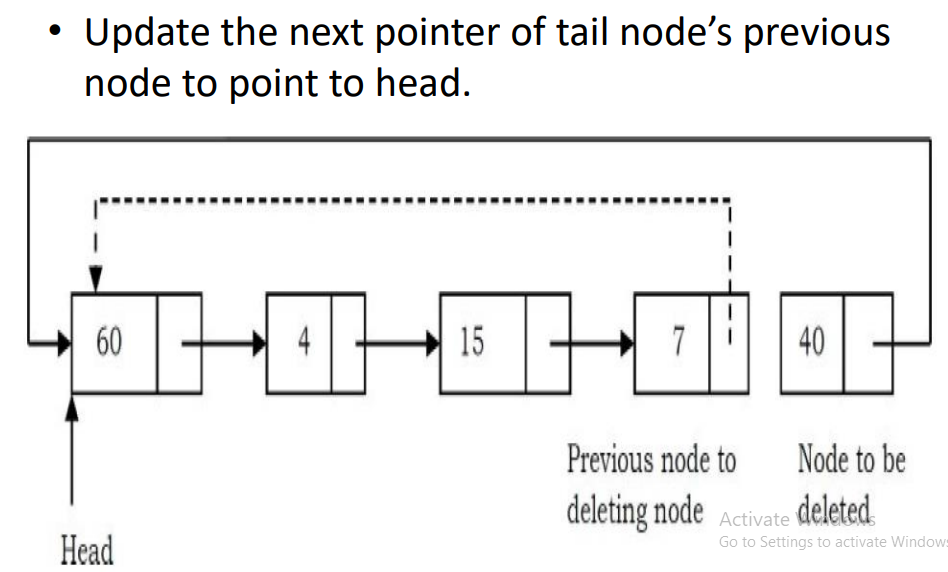 • Update the next pointer of tail node’s previous
node to point to head.
60 4 15 7 40
Previous node to Node to be
deleting node deleted
Activate Windows
Go to Settings to activate Windows
Head